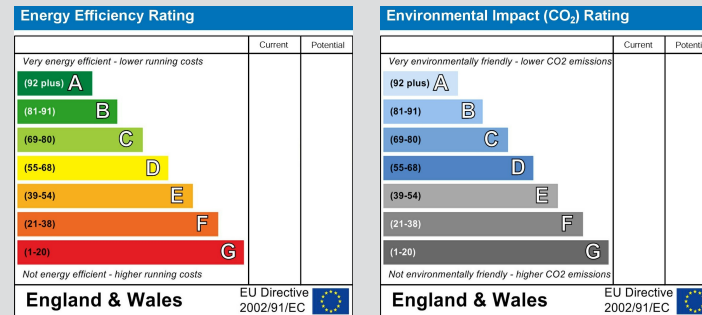 Energy Efficiency Rating
Current Potential
Very energy efficient - lower running costs
(92 plus) A
(81-91) B
(69-80) C
(55-68) D
(39-54) E
(21-38) F
(1-20) G
Not energy efficient - higher running costs
England & Wales
EU Directive
2002/91/EC
Environmental Impact (CO₂) Rating
Current Potenti
Very environmentally friendly - lower CO2 emissions
(92 plus) A
(81-91) B
(69-80) C
(55-68) D
(39-54) E
(21-38) F
(1-20) G
Not environmentally friendly - higher CO2 emissions
England & Wales
EU Directive
2002/91/EC